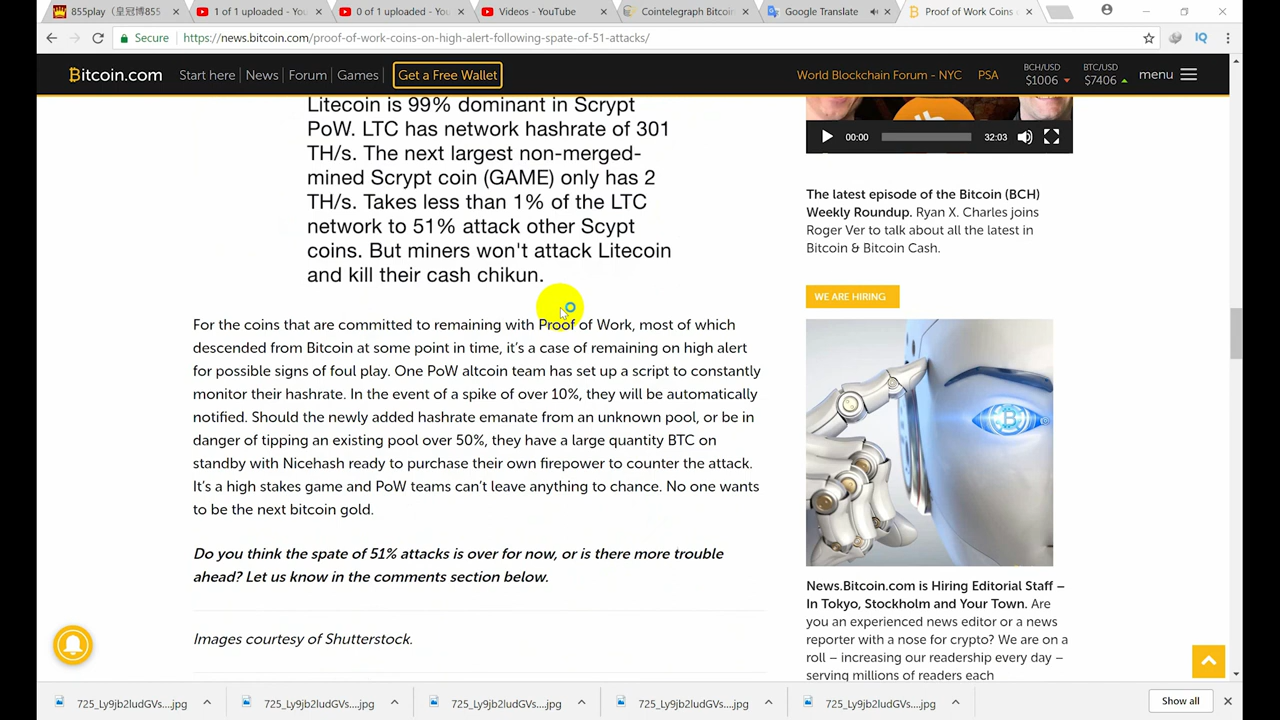 855play (皇冠博855
1 of 1 uploaded - You
0 of 1 uploaded - You
Videos - YouTube
Cointelegraph Bitcoin
Google Translate
Proof of Work Coins
Secure
https://news.bitcoin.com/proof-of-work-coins-on-high-alert-following-spate-of-51-attacks/
IQ
Bitcoin.com
Start here
News
Forum
Games
Get a Free Wallet
World Blockchain Forum - NYC
PSA
BCH/USD
$1006
BTC/USD
$7406
menu
Litecoin is 99% dominant in Scrypt
PoW. LTC has network hashrate of 301
TH/s. The next largest non-merged-
mined Scrypt coin (GAME) only has 2
TH/s. Takes less than 1% of the LTC
network to 51% attack other Scypt
coins. But miners won't attack Litecoin
and kill their cash chikun.
For the coins that are committed to remaining with Proof of Work, most of which
descended from Bitcoin at some point in time, it's a case of remaining on high alert
for possible signs of foul play. One PoW altcoin team has set up a script to constantly
monitor their hashrate. In the event of a spike of over 10%, they will be automatically
notified. Should the newly added hashrate emanate from an unknown pool, or be in
danger of tipping an existing pool over 50%, they have a large quantity BTC on
standby with Nicehash ready to purchase their own firepower to counter the attack.
It's a high stakes game and PoW teams can't leave anything to chance. No one wants
to be the next bitcoin gold.
Do you think the spate of 51% attacks is over for now, or is there more trouble
ahead? Let us know in the comments section below.
Images courtesy of Shutterstock.
00:00
32:03
The latest episode of the Bitcoin (BCH)
Weekly Roundup. Ryan X. Charles joins
Roger Ver to talk about all the latest in
Bitcoin & Bitcoin Cash.
WE ARE HIRING
News.Bitcoin.com is Hiring Editorial Staff –
In Tokyo, Stockholm and Your Town. Are
you an experienced news editor or a news
reporter with a nose for crypto? We are on a
roll – increasing our readership every day –
serving millions of readers each
725_Ly9jb2ludGVs....jpg
725_Ly9jb2ludGVs....jpg
725_Ly9jb2ludGVs....jpg
725_Ly9jb2ludGVs....jpg
725_Ly9jb2ludGVs....jpg
Show all